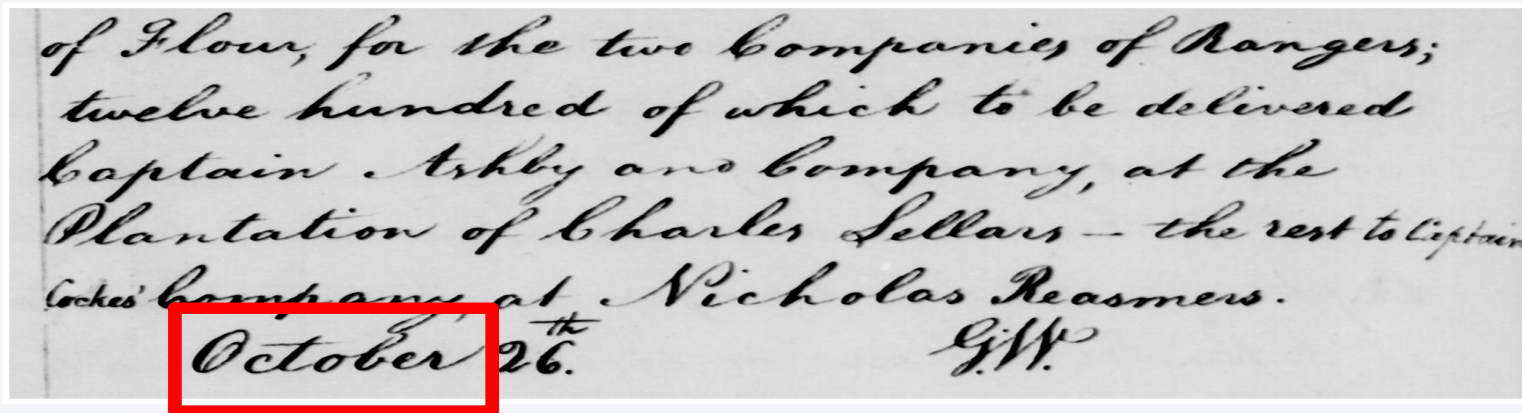 of Flour, for the two Companies of Rangers;
twelve hundred of which to be delivered
Captain Ashby and Company, at the
Plantation of Charles Sellars — the rest to Captain
Cockes' Company, at Nicholas Reasmers.
October 26th. G:W.